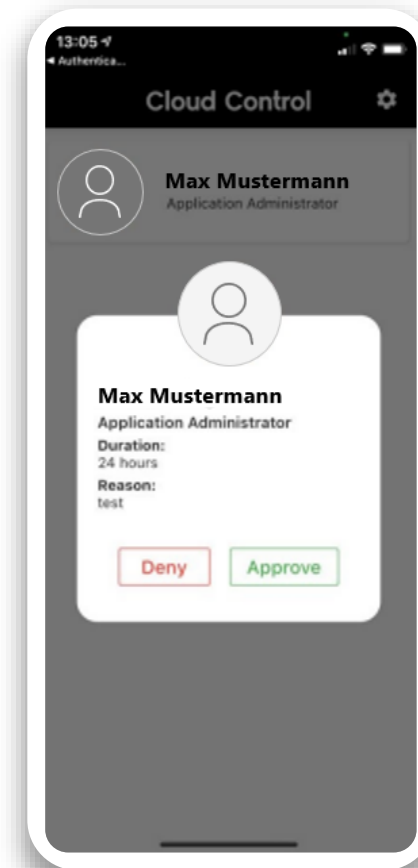 13:05
◀ Authentica...
Cloud Control
Max Mustermann
Application Administrator
Max Mustermann
Application Administrator
Duration:
24 hours
Reason:
test
Deny
Approve